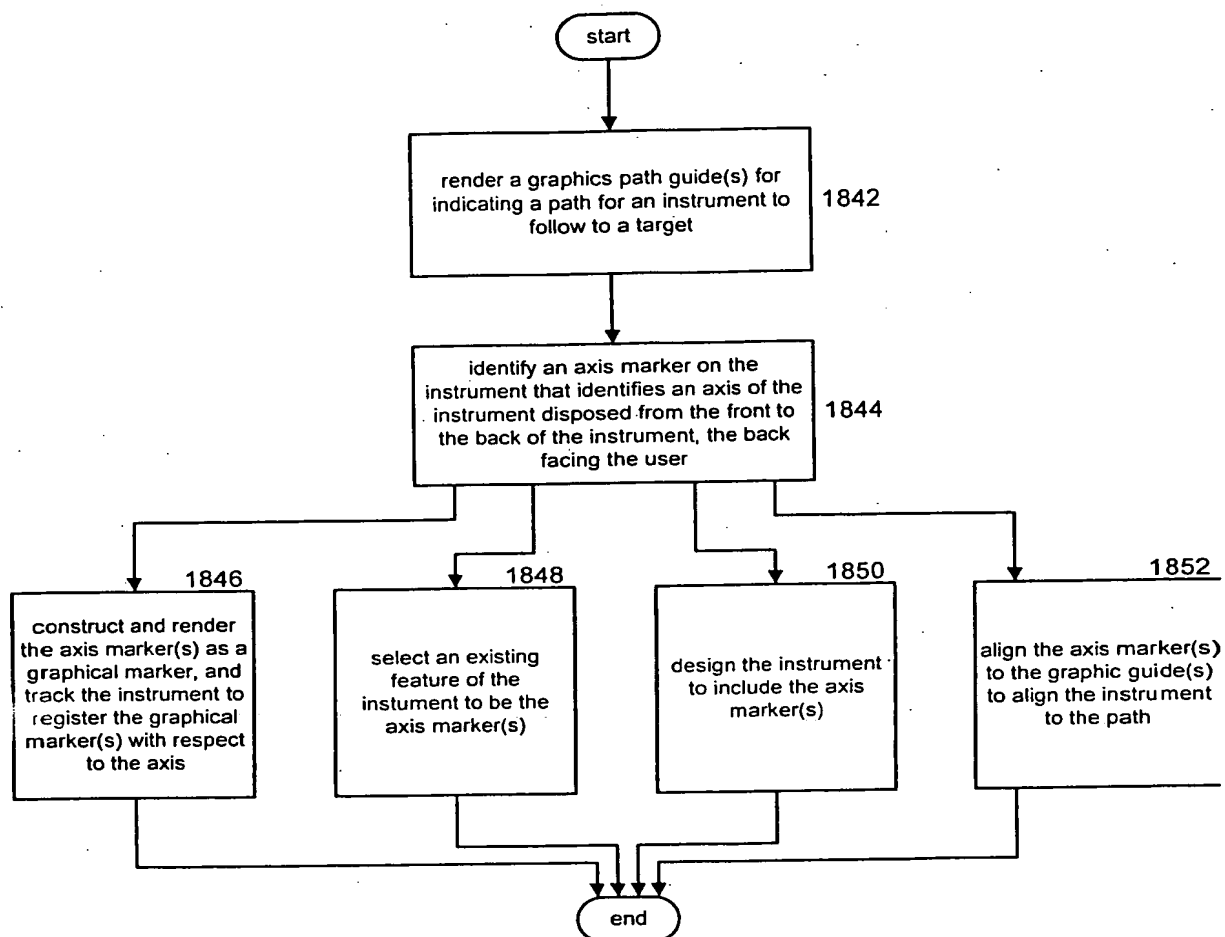 start
render a graphics path guide(s) for
indicating a path for an instrument to
follow to a target
1842
identify an axis marker on the
instrument that identifies an axis of the
instrument disposed from the front to
the back of the instrument, the back
facing the user
1844
1846
construct and render
the axis marker(s) as a
graphical marker, and
track the instrument to
register the graphical
marker(s) with respect
to the axis
1848
select an existing
feature of the
instument to be the
axis marker(s)
1850
design the instrument
to include the axis
marker(s)
1852
align the axis marker(s)
to the graphic guide(s)
to align the instrument
to the path
end